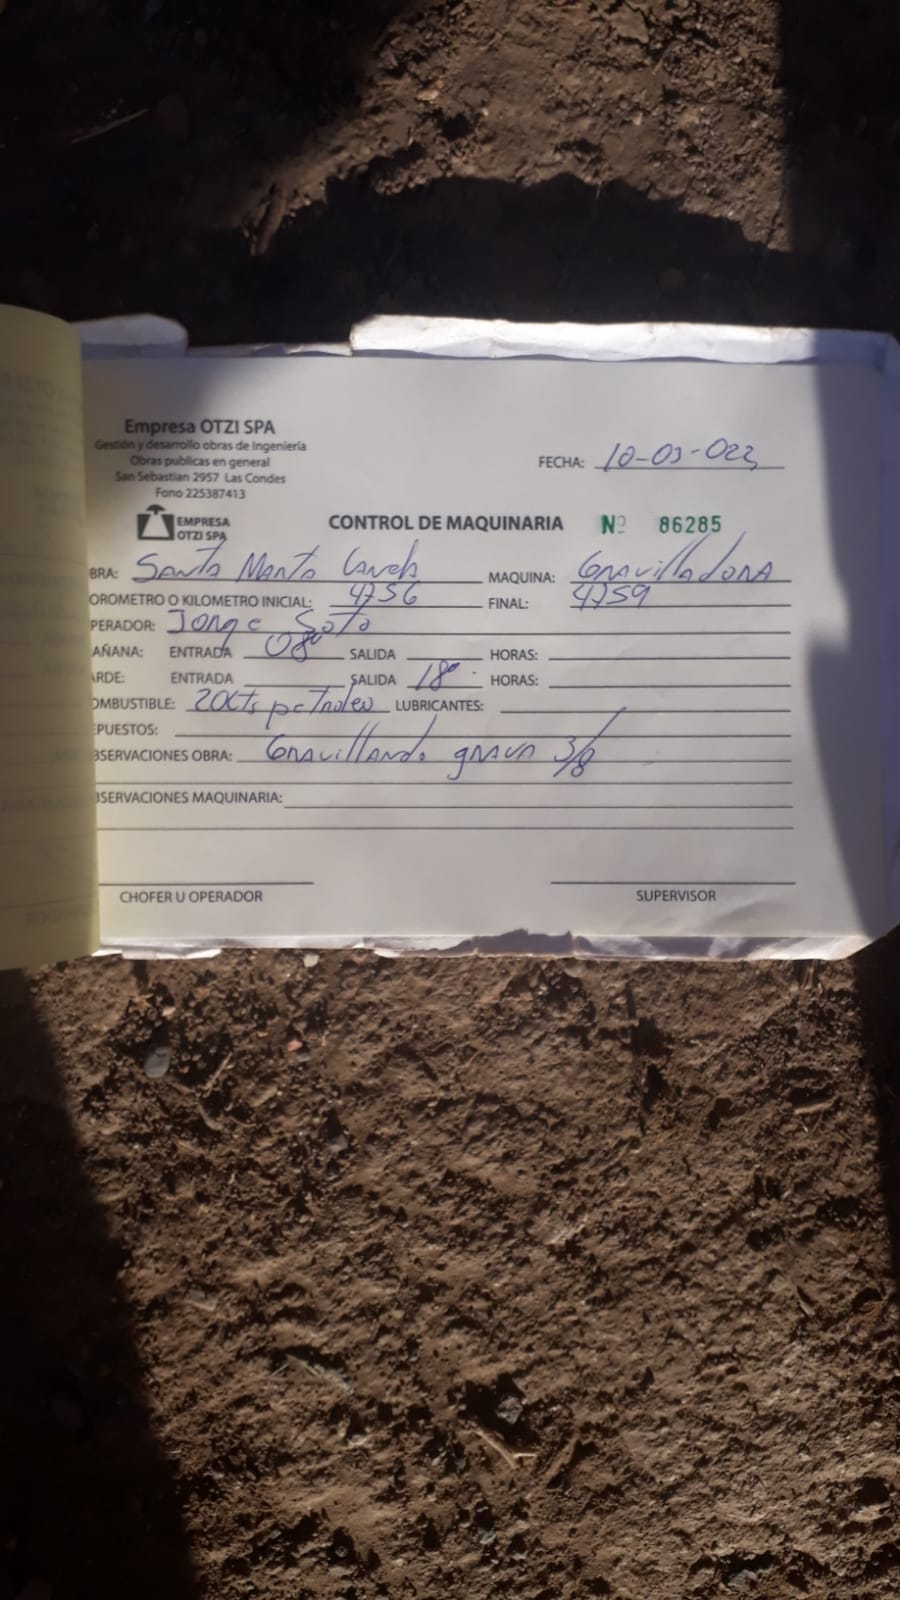 Empresa OTZI SPA
Gestión y desarrollo obras de Ingeniería
Obras publicas en general
San Sebastian 2957 Las Condes
Fono 225387413
FECHA: 10-03-022
EMPRESA
OTZI SPA
CONTROL DE MAQUINARIA Nº 86285
BRA: Santa Marta MAQUINA: Gravilladora
OROMETRO O KILOMETRO INICIAL: 4756 FINAL: 4759
PERADOR: Jorge Soto
AÑANA: ENTRADA 08º SALIDA HORAS:
ARDE: ENTRADA SALIDA 18º HORAS:
OMBUSTIBLE: 20Lts petroleo LUBRICANTES:
EPUESTOS:
BSERVACIONES OBRA: Gravillando grava 3/8
BSERVACIONES MAQUINARIA:
CHOFER U OPERADOR SUPERVISOR